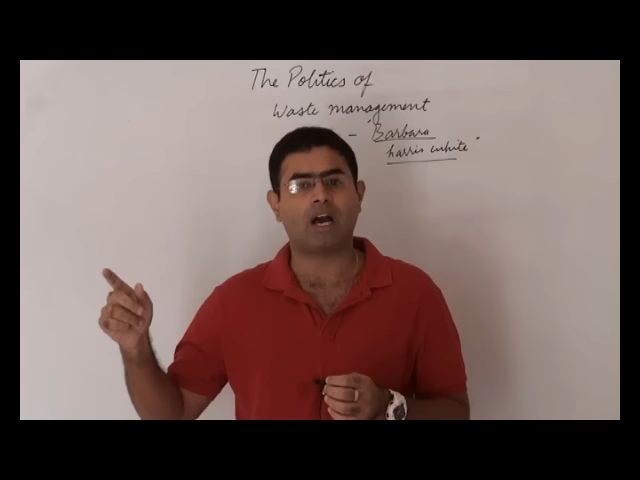 The Politics of
Waste management
- "Barbara
harris white"